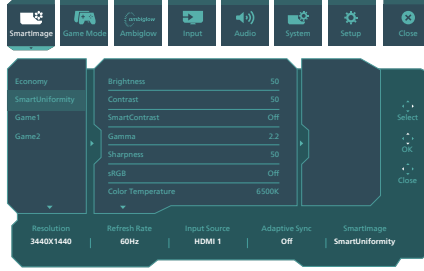 ambiglow
SmartImage Game Mode Ambiglow Input Audio System Setup Close
Economy
SmartUniformity
Game1
Game2
Brightness 50
Contrast 50
SmartContrast Off
Gamma 2.2
Sharpness 50
sRGB Off
Color Temperature 6500K
Select
OK
Close
Resolution Refresh Rate Input Source Adaptive Sync SmartImage
3440X1440 | 60Hz | HDMI 1 | Off | SmartUniformity